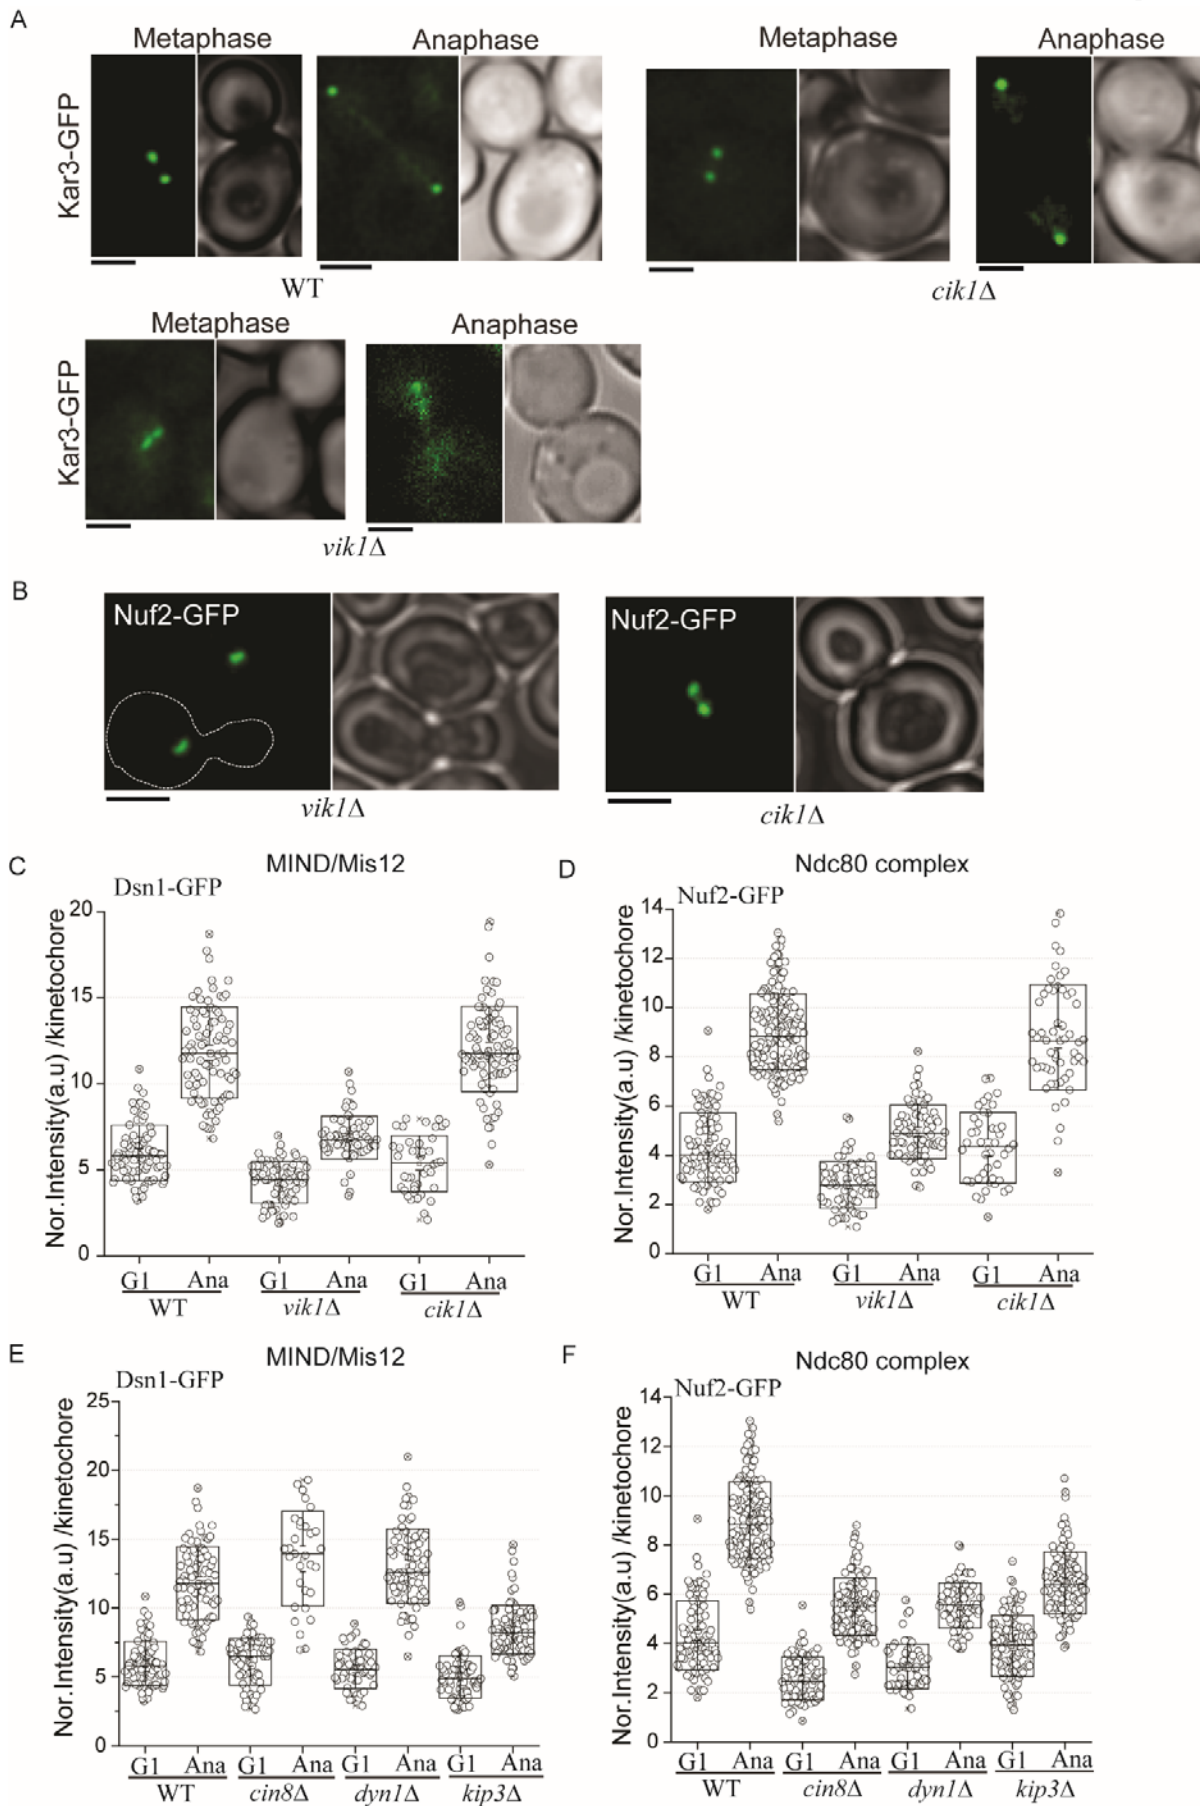 A
Metaphase Anaphase Metaphase Anaphase
Kar3-GFP
WT
cik1Δ
Metaphase Anaphase
Kar3-GFP
vik1Δ
B
Nuf2-GFP Nuf2-GFP
vik1Δ
cik1Δ
C
MIND/Mis12
Dsn1-GFP
Nor.Intensity(a.u) /kinetochore
20
15
10
5
0
G1 Ana G1 Ana G1 Ana
WT vik1Δ cik1Δ
D
Ndc80 complex
Nuf2-GFP
Nor.Intensity(a.u) /kinetochore
14
12
10
8
6
4
2
0
G1 Ana G1 Ana G1 Ana
WT vik1Δ cik1Δ
E
MIND/Mis12
Dsn1-GFP
Nor.Intensity(a.u) /kinetochore
25
20
15
10
5
0
G1 Ana G1 Ana G1 Ana G1 Ana
WT cin8Δ dyn1Δ kip3Δ
F
Ndc80 complex
Nuf2-GFP
Nor.Intensity(a.u) /kinetochore
14
12
10
8
6
4
2
0
G1 Ana G1 Ana G1 Ana G1 Ana
WT cin8Δ dyn1Δ kip3Δ